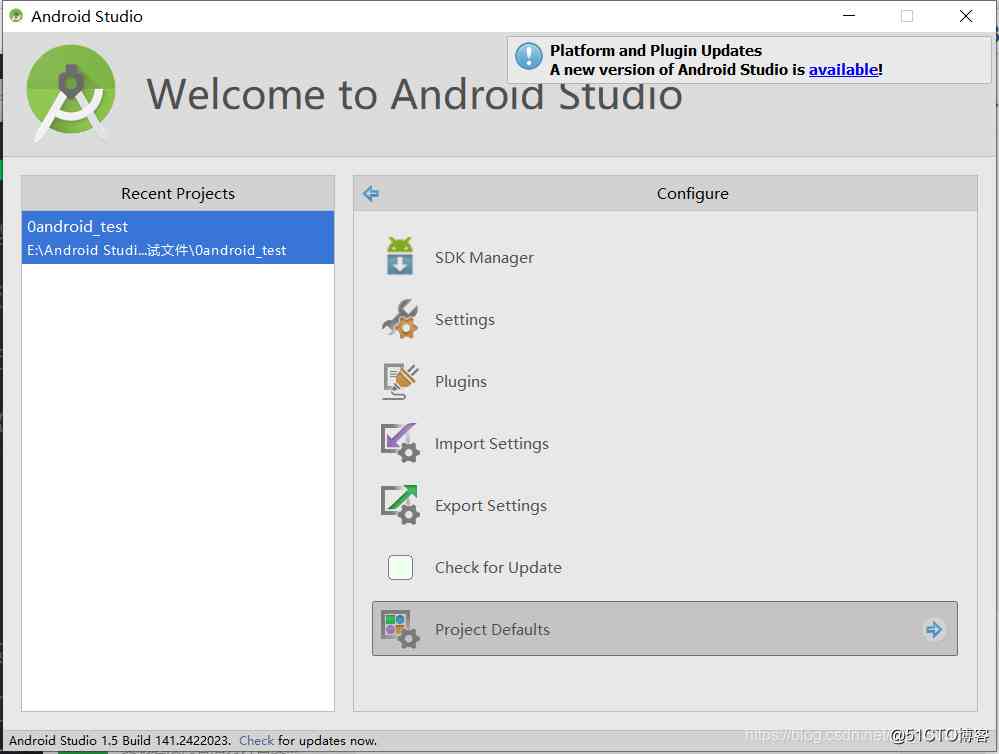 Android Studio
Platform and Plugin Updates
A new version of Android Studio is available!
Welcome to Android Studio
Recent Projects
0android_test
E:\Android Studi...试文件\0android_test
Configure
SDK Manager
Settings
Plugins
Import Settings
Export Settings
Check for Update
Project Defaults
Android Studio 1.5 Build 141.2422023. Check for updates now.
https://blog.csdn.net
@51CTO博客